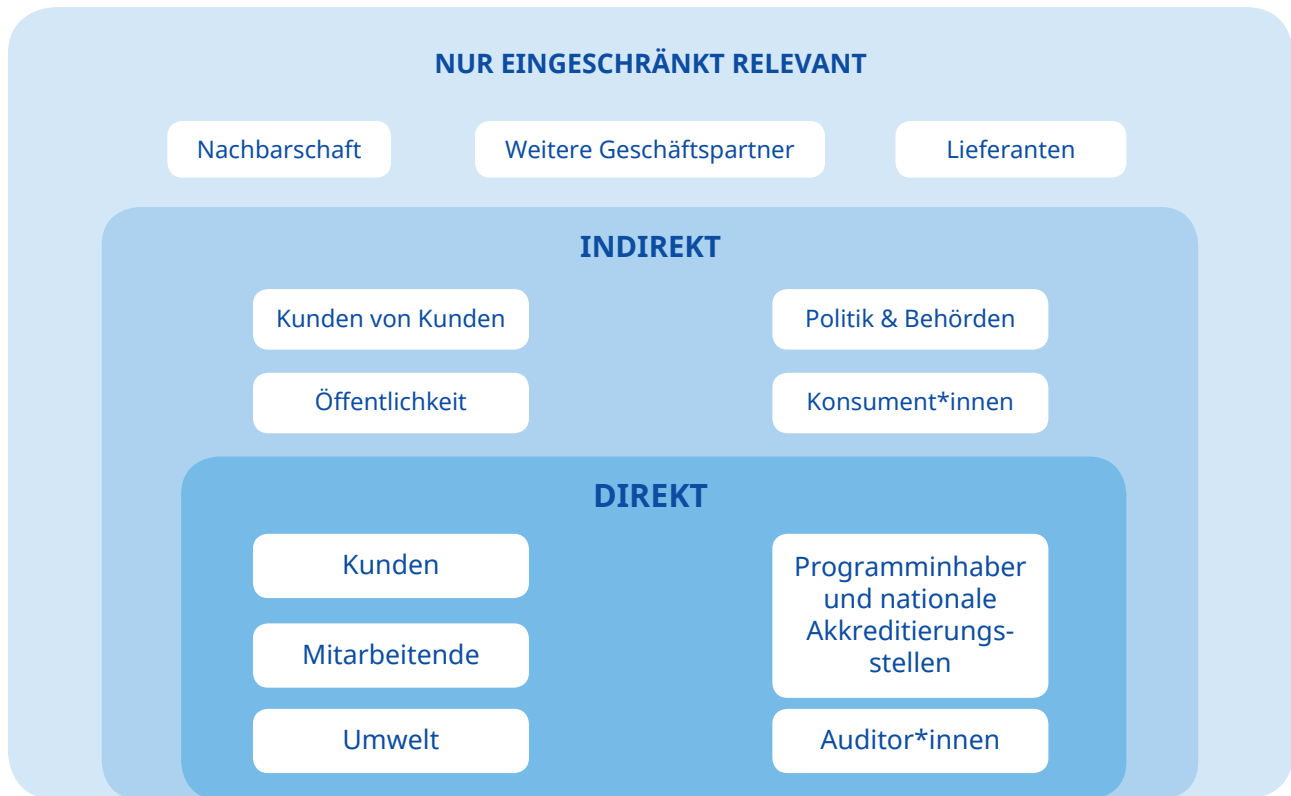 NUR EINGESCHRÄNKT RELEVANT
Nachbarschaft
Weitere Geschäftspartner
Lieferanten
INDIREKT
Kunden von Kunden
Politik & Behörden
Öffentlichkeit
Konsument*innen
DIREKT
Kunden
Programminhaber
und nationale
Akkreditierungs-
stellen
Mitarbeitende
Umwelt
Auditor*innen